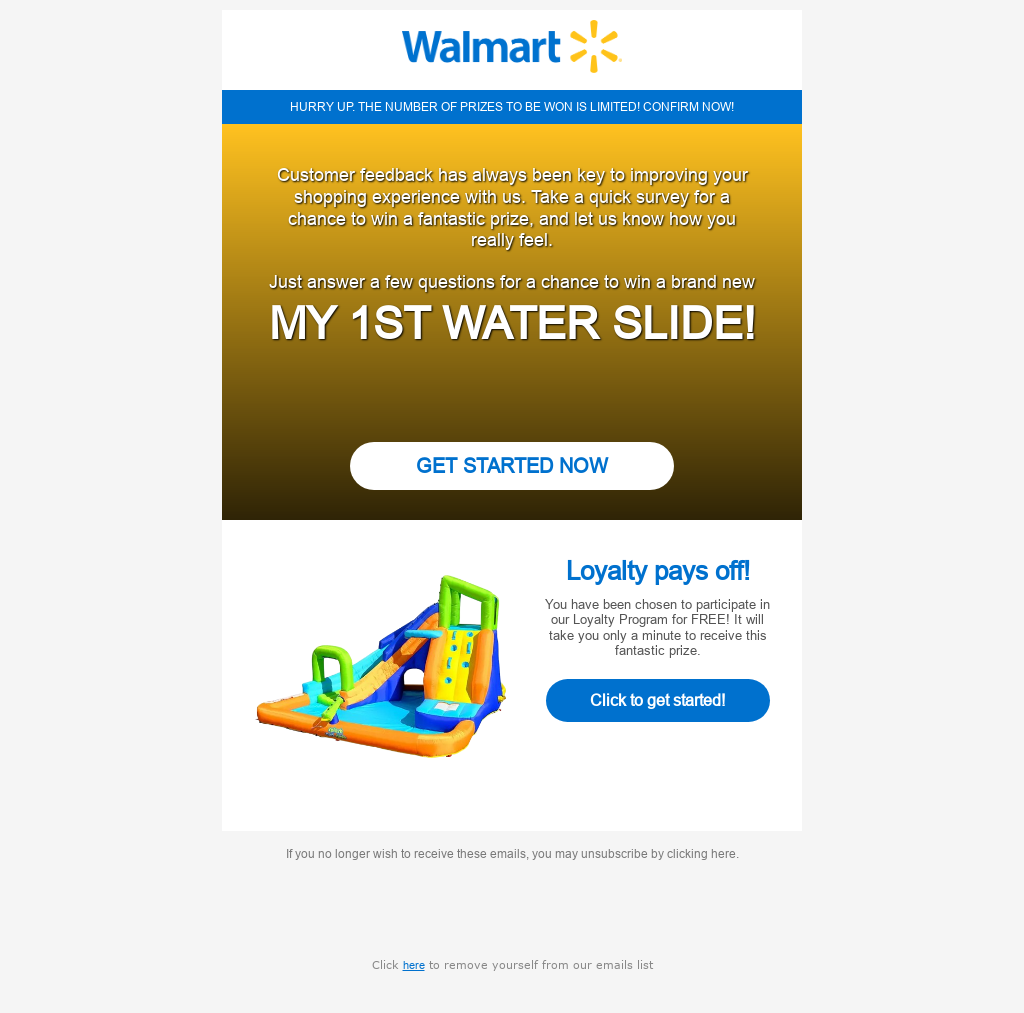 Walmart
HURRY UP. THE NUMBER OF PRIZES TO BE WON IS LIMITED! CONFIRM NOW!
Customer feedback has always been key to improving your
shopping experience with us. Take a quick survey for a
chance to win a fantastic prize, and let us know how you
really feel.
Just answer a few questions for a chance to win a brand new
MY 1ST WATER SLIDE!
GET STARTED NOW
Loyalty pays off!
You have been chosen to participate in
our Loyalty Program for FREE! It will
take you only a minute to receive this
fantastic prize.
Click to get started!
If you no longer wish to receive these emails, you may unsubscribe by clicking here.
Click here to remove yourself from our emails list